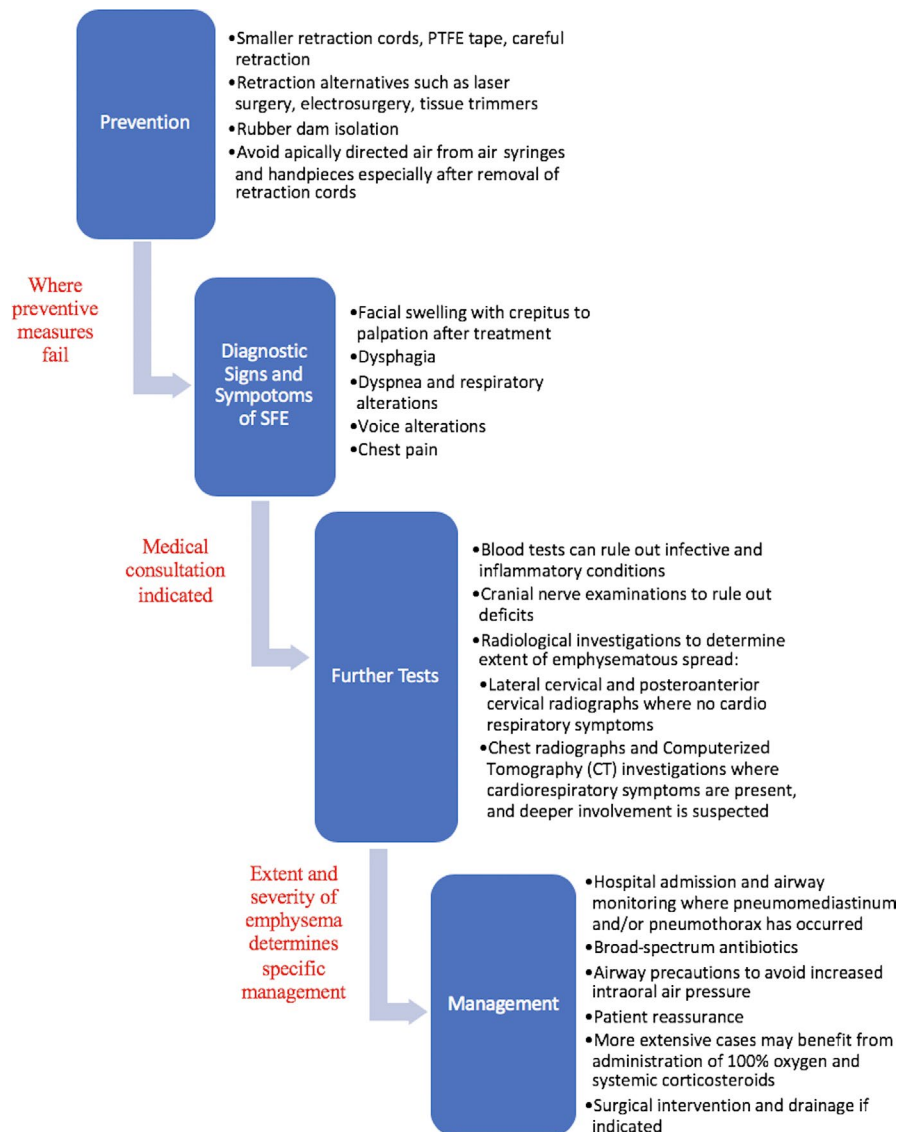 Prevention
•Smaller retraction cords, PTFE tape, careful
retraction
•Retraction alternatives such as laser
surgery, electrosurgery, tissue trimmers
•Rubber dam isolation
•Avoid apically directed air from air syringes
and handpieces especially after removal of
retraction cords
Where
preventive
measures
fail
Diagnostic
Signs and
Sympotoms
of SFE
•Facial swelling with crepitus to
palpation after treatment
•Dysphagia
•Dyspnea and respiratory
alterations
•Voice alterations
•Chest pain
Medical
consultation
indicated
Further Tests
•Blood tests can rule out infective and
inflammatory conditions
•Cranial nerve examinations to rule out
deficits
•Radiological investigations to determine
extent of emphysematous spread:
•Lateral cervical and posteroanterior
cervical radiographs where no cardio
respiratory symptoms
•Chest radiographs and Computerized
Tomography (CT) investigations where
cardiorespiratory symptoms are present,
and deeper involvement is suspected
Extent and
severity of
emphysema
determines
specific
management
Management
•Hospital admission and airway
monitoring where pneumomediastinum
and/or pneumothorax has occurred
•Broad-spectrum antibiotics
•Airway precautions to avoid increased
intraoral air pressure
•Patient reassurance
•More extensive cases may benefit from
administration of 100% oxygen and
systemic corticosteroids
•Surgical intervention and drainage if
indicated